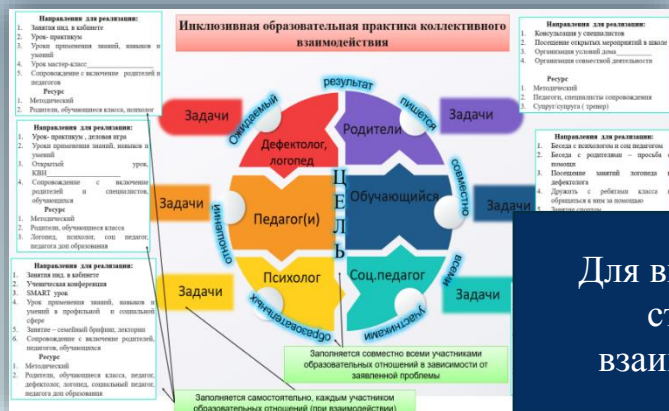 Инклюзивная образовательная практика коллективного
взаимодействия
Направления для реализации:
1. Занятия инд. в кабинете
2. Урок- практикум
3. Уроки применения знаний, навыков и
умений
4. Урок мастер-класс
5. Сопровождение с включение родителей и
педагогов
Ресурс
1. Методический
2. Родители, обучающиеся класса, психолог
Направления для реализации:
1. Урок- практикум , деловая игра
2. Уроки применения знаний, навыков и
умений
3. Открытый урок,
КВН
4. Сопровождение с включение
родителей и специалистов,
обучающихся
Ресурс
1. Методический
2. Родители, обучающиеся класса
3. Логопед, психолог, соц педагог,
педагога доп образования
Направления для реализации:
1. Занятия инд. в кабинете
2. Ученическая конференция
3. SMART урок
4. Урок применения знаний, навыков и
умений в профильной и социальной
сфере
5. Занятие – семейный брифинг, лекторий
6. Сопровождение с включение родителей,
педагогов, обучающихся
Ресурс
1. Методический
2. Родители, обучающиеся класса, педагог,
дефектолог, логопед, социальный педагог,
педагога доп образования
Задачи
Задачи
Задачи
Ожидаемый
результат
пишется
совместно
всеми
участниками
образовательных
отношений
Дефектолог,
логопед
Родители
Педагог(и)
Обучающийся
Психолог
Соц.педагог
ЦЕЛЬ
Задачи
Задачи
Задачи
Направления для реализации:
1. Консультации у специалистов
2. Посещение открытых мероприятий в школе
3. Организация условий дома
4. Организация совместной деятельности
Ресурс
1. Методический
2. Педагоги, специалисты сопровождения
3. Супруг/супруга ( тренер)
Направления для реализации:
1. Беседа с психологом и соц педагогом
2. Беседа с родителями – просьба о
помощи
3. Посещение занятий логопеда и
дефектолога
4. Дружить с ребятами класса и
обращаться к ним за помощью
Заполняется совместно всеми участниками
образовательных отношений в зависимости от
заявленной проблемы
Заполняется самостоятельно, каждым участником
образовательных отношений (при взаимодействии)
Для
взаи